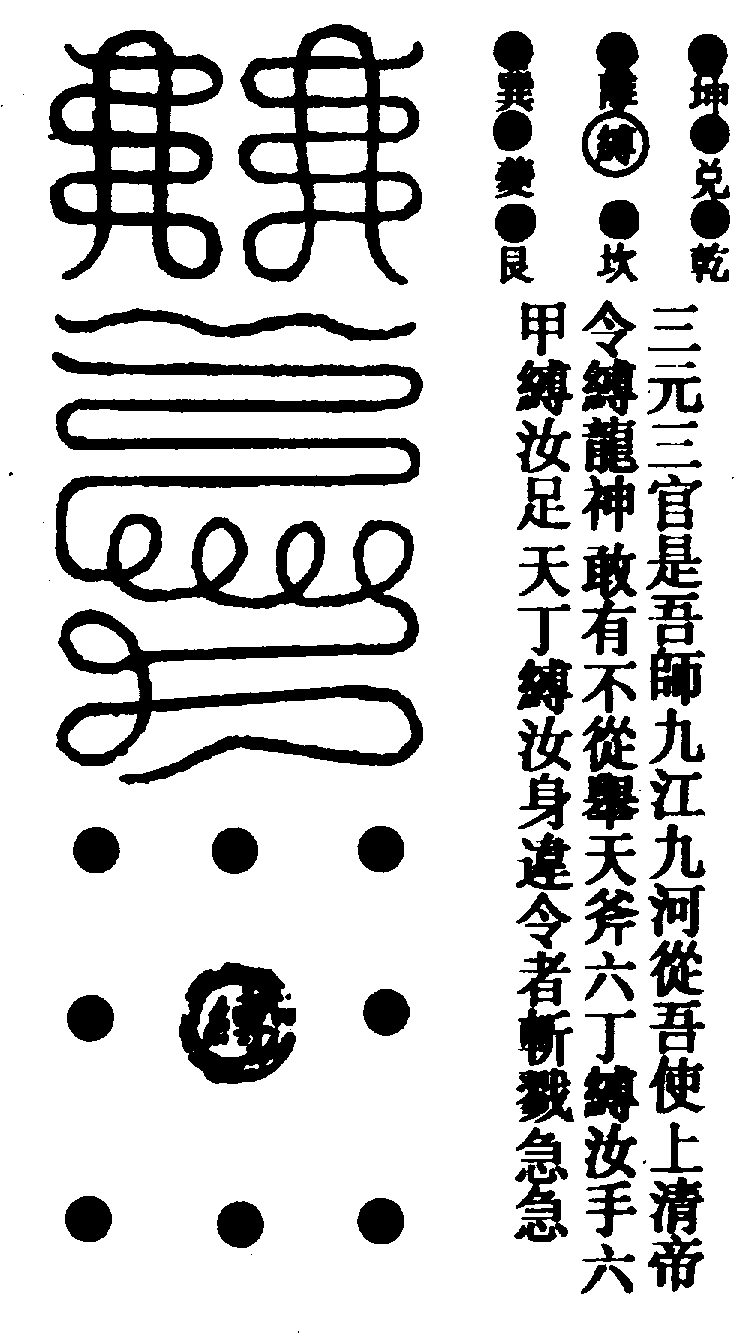 坤 兑 乾
離 縛 坎
巽 艮
三元三官是吾師九江九河從吾使上清帝
令縛龍神敢有不從舉天斧六丁縛汝手六
甲縛汝足天丁縛汝身違令者斬戮急急
縛